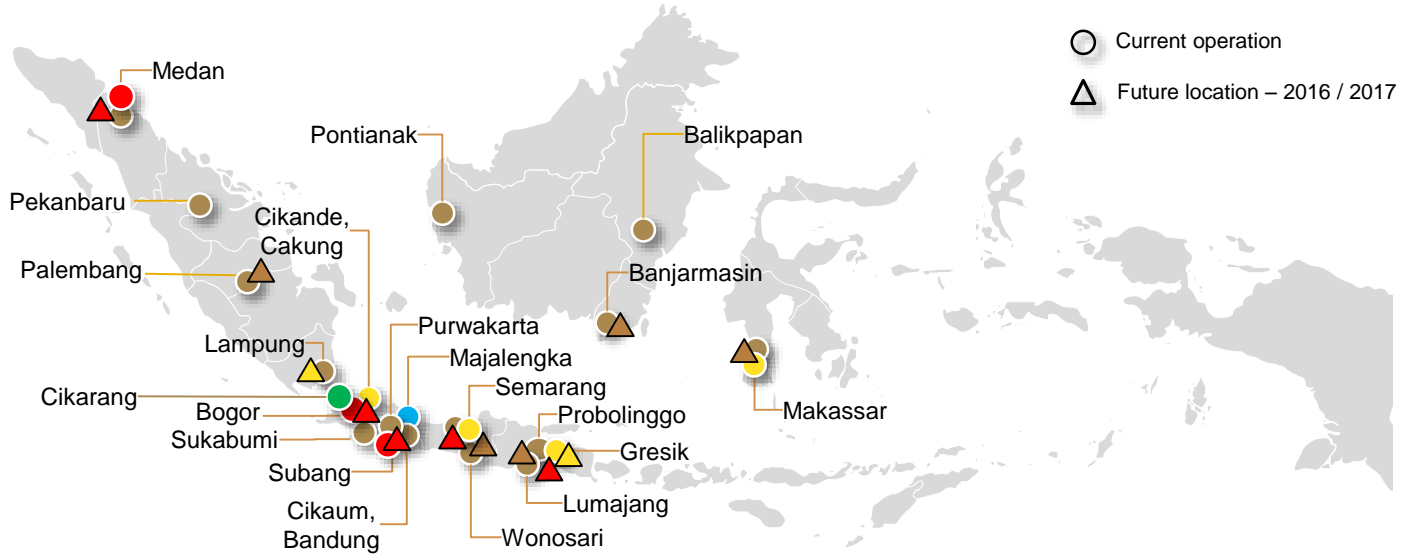 Current operation
Future location – 2016 / 2017
Medan
Pontianak
Balikpapan
Pekanbaru
Cikande,
Cakung
Palembang
Banjarmasin
Purwakarta
Lampung
Majalengka
Semarang
Cikarang
Bogor
Probolinggo
Makassar
Sukabumi
Gresik
Subang
Lumajang
Cikaum,
Bandung
Wonosari